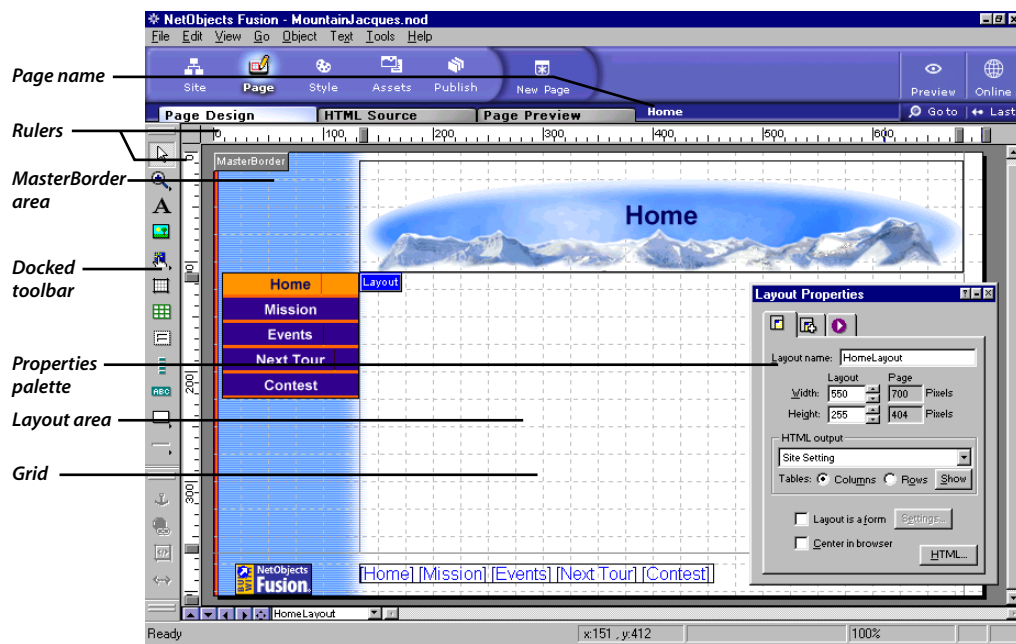 NetObjects Fusion - MountainJacques.nod
File Edit View Go Object Text Tools Help
Page name
Site Page Style Assets Publish New Page Preview Online
Page Design HTML Source Page Preview Home Go to Last
Rulers
0 100 200 300 400 500 600
0
MasterBorder
MasterBorder
area
Home
A
Docked
toolbar
Home
Layout
Mission
Events
Next Tour
Contest
Layout Properties
Properties
palette
Layout name: HomeLayout
Layout Page
Width: 550 700 Pixels
Height: 255 404 Pixels
ABC
200
Layout area
HTML output
Site Setting
Tables: Columns Rows Show
Grid
300
Layout is a form Settings...
Center in browser
HTML...
NetObjects
Fusion
[Home] [Mission] [Events] [Next Tour] [Contest]
HomeLayout
Ready x:151 , y:412 100%